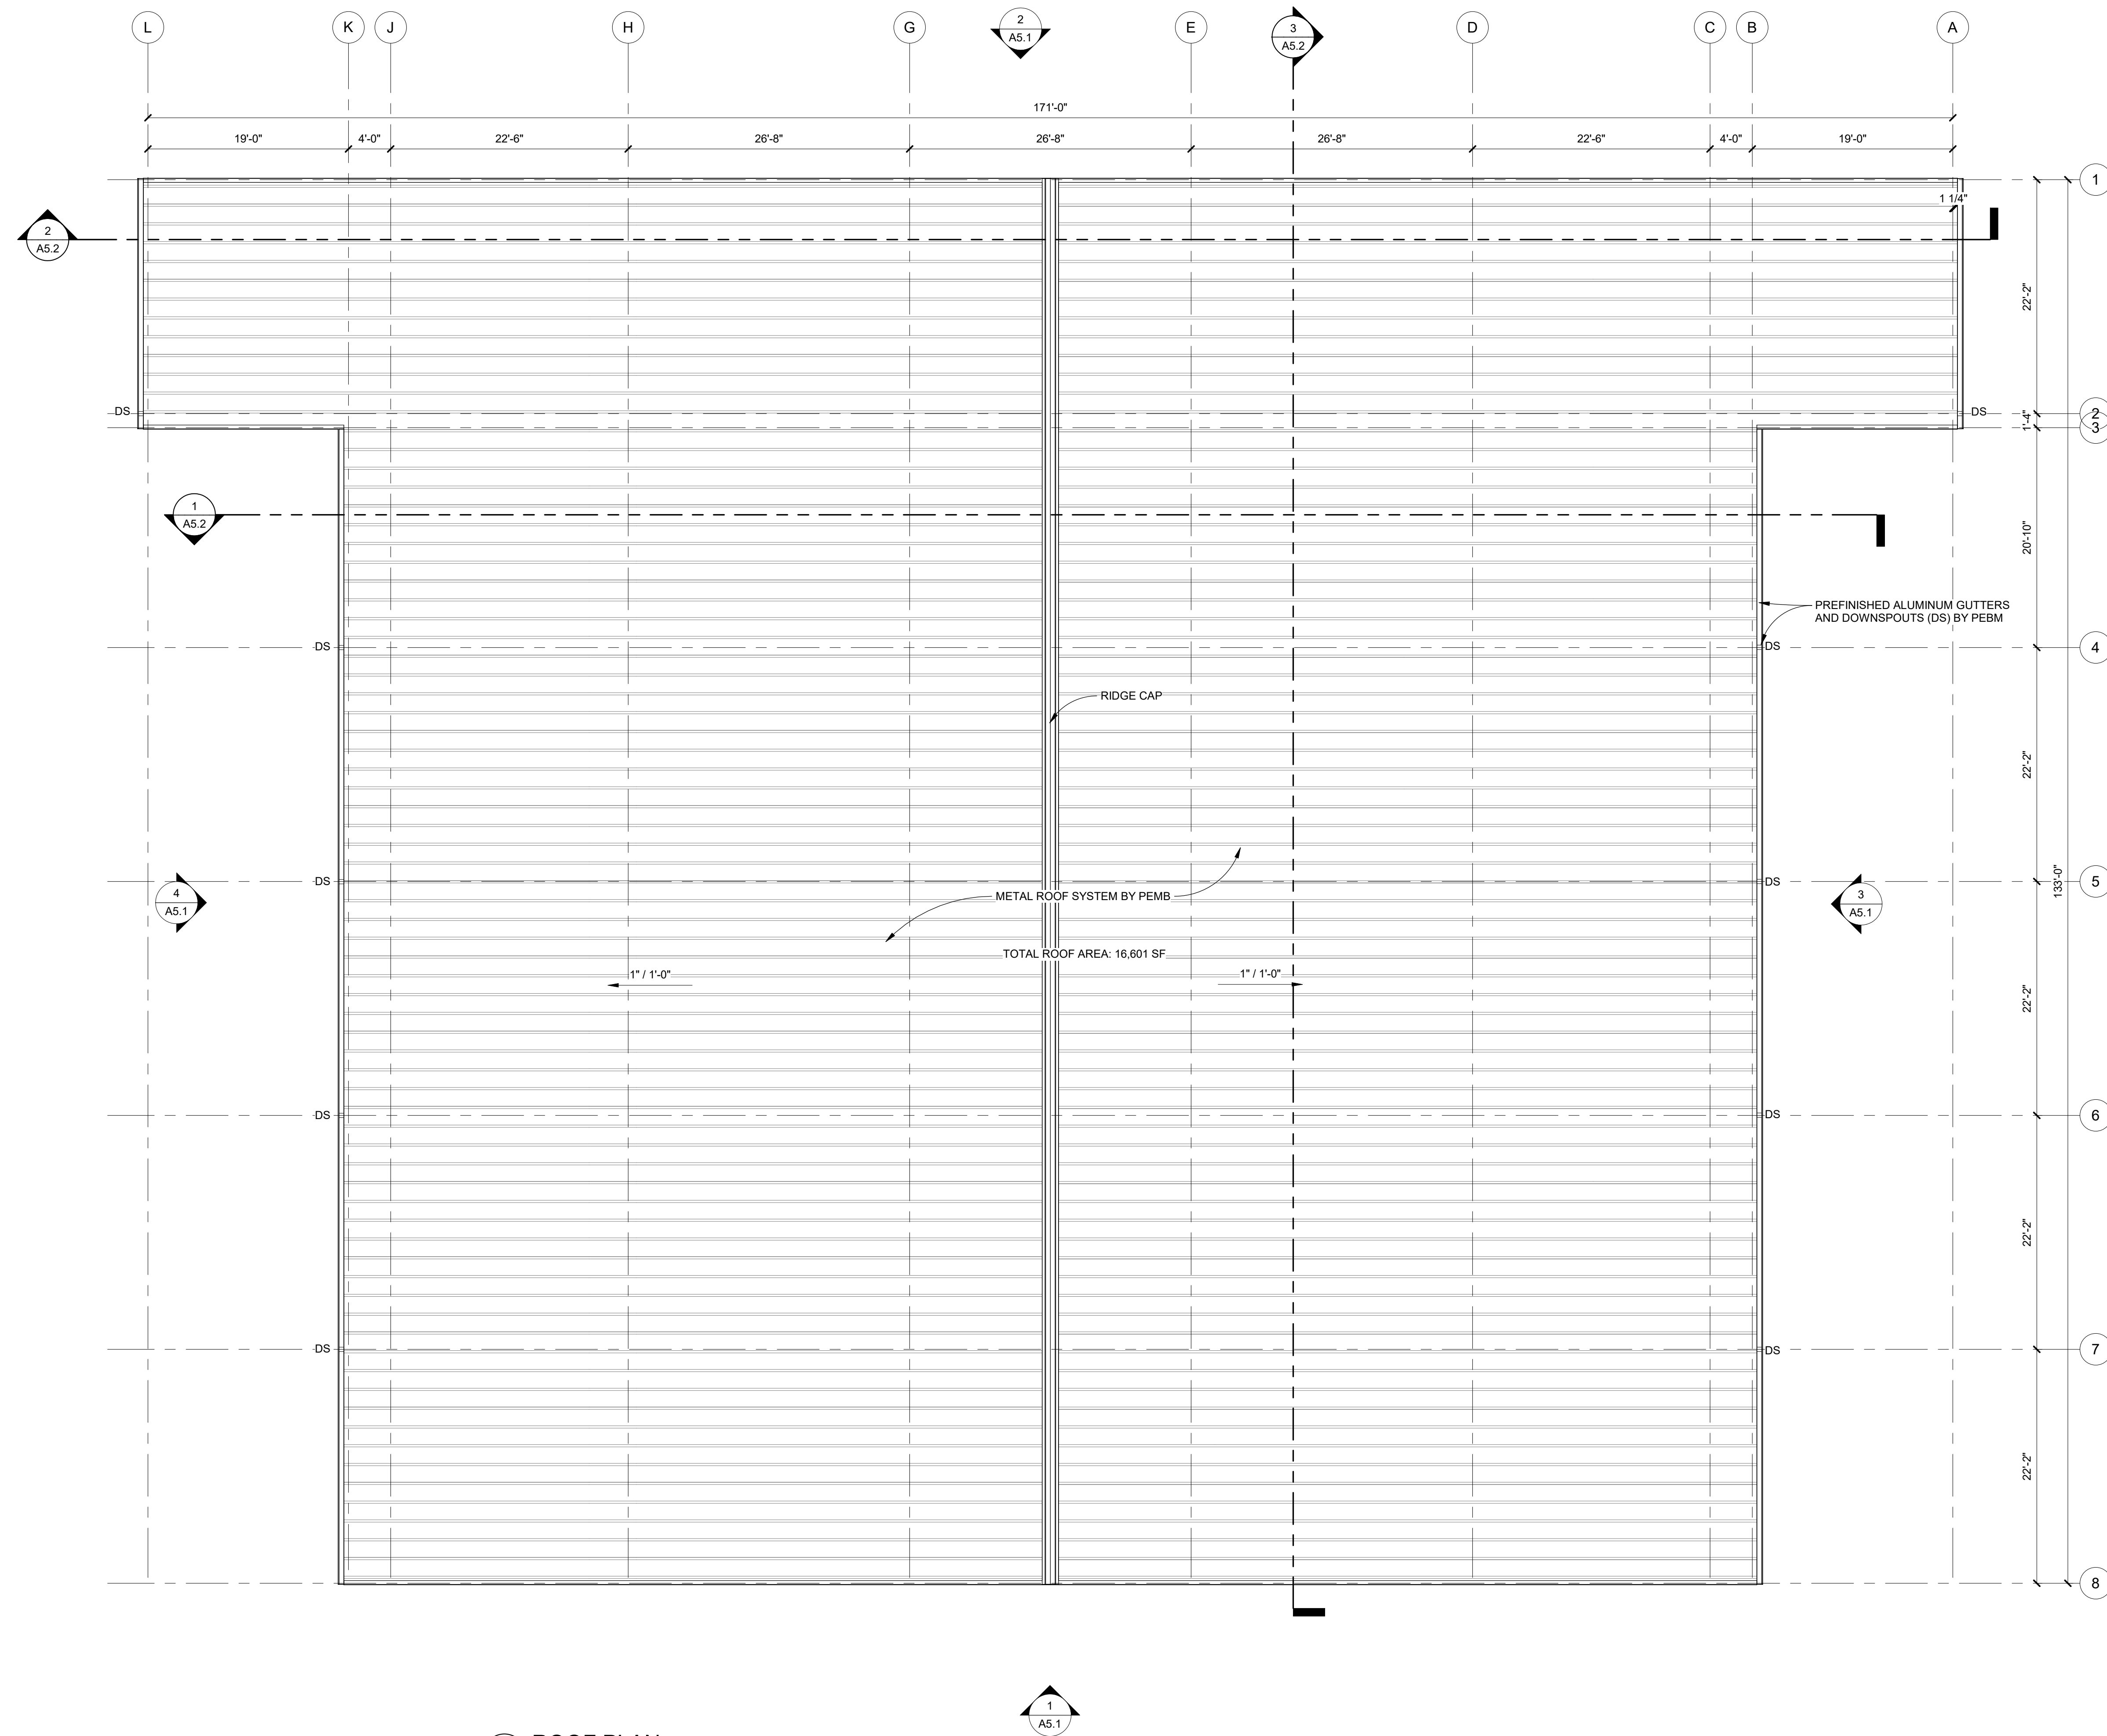 L
K
J
H
G
2
A5.1
E
3
A5.2
D
C
B
A
171'-0"
19'-0"
4'-0"
22'-6"
26'-8"
26'-8"
26'-8"
22'-6"
4'-0"
19'-0"
1
1 1/4"
2
A5.2
22'-2"
DS
DS
2
1'-4"
3
1
A5.2
20'-10"
PREFINISHED ALUMINUM GUTTERS
AND DOWNSPOUTS (DS) BY PEBM
DS
DS
4
RIDGE CAP
22'-2"
DS
DS
5
133'-0"
4
A5.1
METAL ROOF SYSTEM BY PEMB
3
A5.1
TOTAL ROOF AREA: 16,601 SF
1" / 1'-0"
1" / 1'-0"
22'-2"
DS
DS
6
22'-2"
DS
DS
7
22'-2"
8
1
A5.1
ROOF PLAN